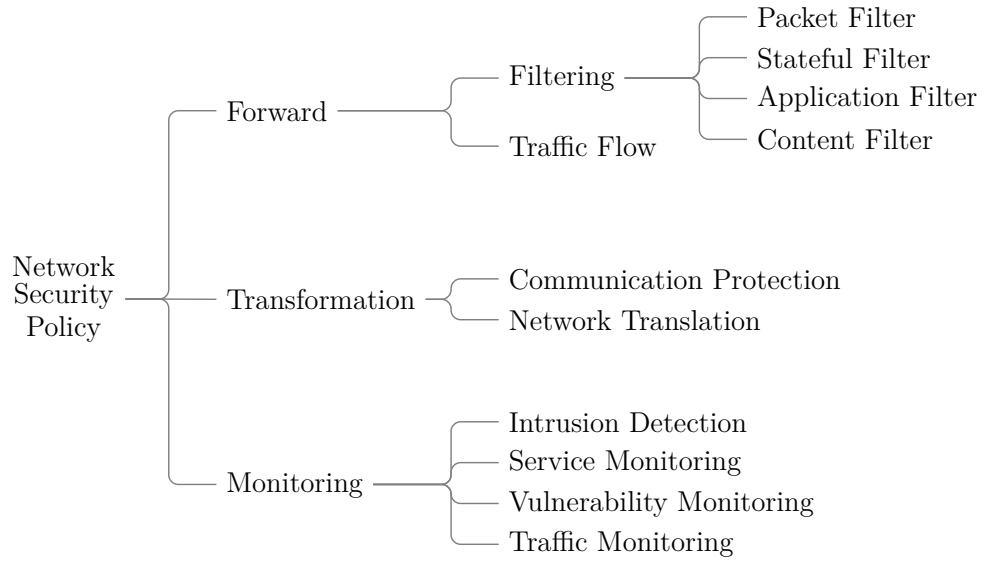 Network
Security
Policy
Forward
Filtering
Packet Filter
Stateful Filter
Application Filter
Content Filter
Traffic Flow
Transformation
Communication Protection
Network Translation
Monitoring
Intrusion Detection
Service Monitoring
Vulnerability Monitoring
Traffic Monitoring